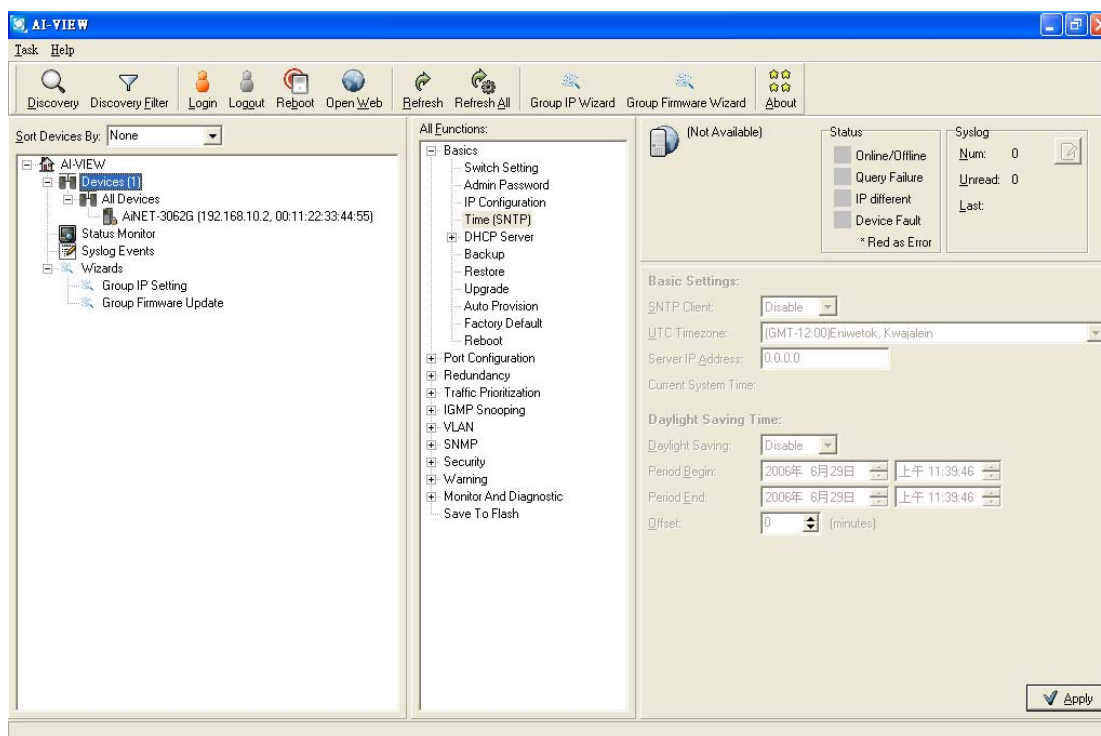 AI-VIEW
Task Help
Discovery Discovery Filter Login Logout Reboot Open Web Refresh Refresh All Group IP Wizard Group Firmware Wizard About
Sort Devices By: None
AI-VIEW
Devices (1)
All Devices
AiNET-3062G (192.168.10.2, 00:11:22:33:44:55)
Status Monitor
Syslog Events
Wizards
Group IP Setting
Group Firmware Update
All Functions:
Basics
Switch Setting
Admin Password
IP Configuration
Time (SNTP)
DHCP Server
Backup
Restore
Upgrade
Auto Provision
Factory Default
Reboot
Port Configuration
Redundancy
Traffic Prioritization
IGMP Snooping
VLAN
SNMP
Security
Warning
Monitor And Diagnostic
Save To Flash
(Not Available)
Status
Online/Offline
Query Failure
IP different
Device Fault
* Red as Error
Syslog
Num: 0
Unread: 0
Last:
Basic Settings:
SNTP Client: Disable
UTC Timezone: (GMT-12:00)Eniwetok, Kwajalein
Server IP Address: 0.0.0.0
Current System Time:
Daylight Saving Time:
Daylight Saving: Disable
Period Begin: 2006年 6月29日 上午 11:39:46
Period End: 2006年 6月29日 上午 11:39:46
Offset: 0 (minutes)
Apply